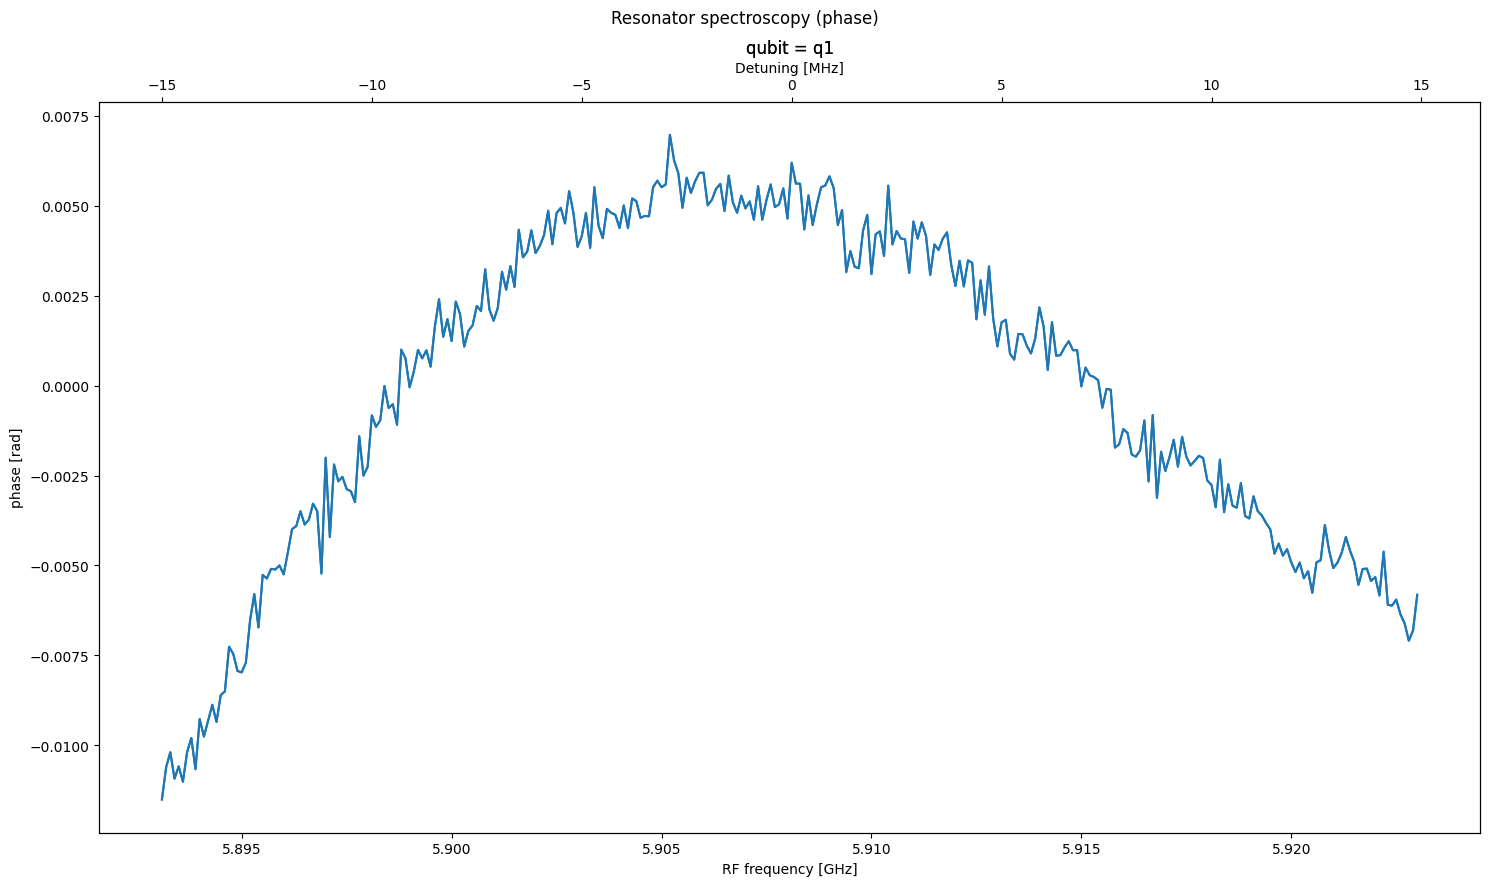 Resonator spectroscopy (phase)
qubit = q1
Detuning [MHz]
−15 −10 −5 0 5 10 15
0.0075
0.0050
0.0025
0.0000
−0.0025
−0.0050
−0.0075
−0.0100
phase [rad]
5.895 5.900 5.905 5.910 5.915 5.920
RF frequency [GHz]